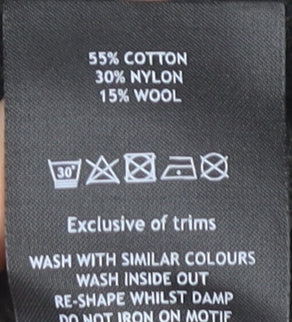 55% COTTON
30% NYLON
15% WOOL
30°
Exclusive of trims
WASH WITH SIMILAR COLOURS
WASH INSIDE OUT
RE-SHAPE WHILST DAMP
DO NOT IRON ON MOTIF